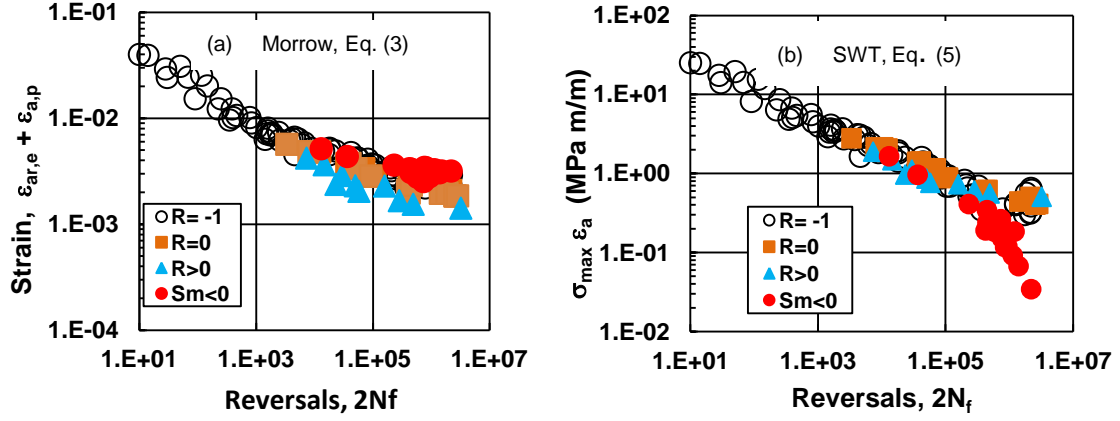 (a) Morrow, Eq. (3)
1.E-01
1.E-02
1.E-03
1.E-04
Strain, εar,e + εa,p
R= -1
R=0
R>0
Sm<0
1.E+01 1.E+03 1.E+05 1.E+07
Reversals, 2Nf
(b) SWT, Eq. (5)
1.E+02
1.E+01
1.E+00
1.E-01
1.E-02
σmax εa (MPa m/m)
R= -1
R=0
R>0
Sm<0
1.E+01 1.E+03 1.E+05 1.E+07
Reversals, 2Nf